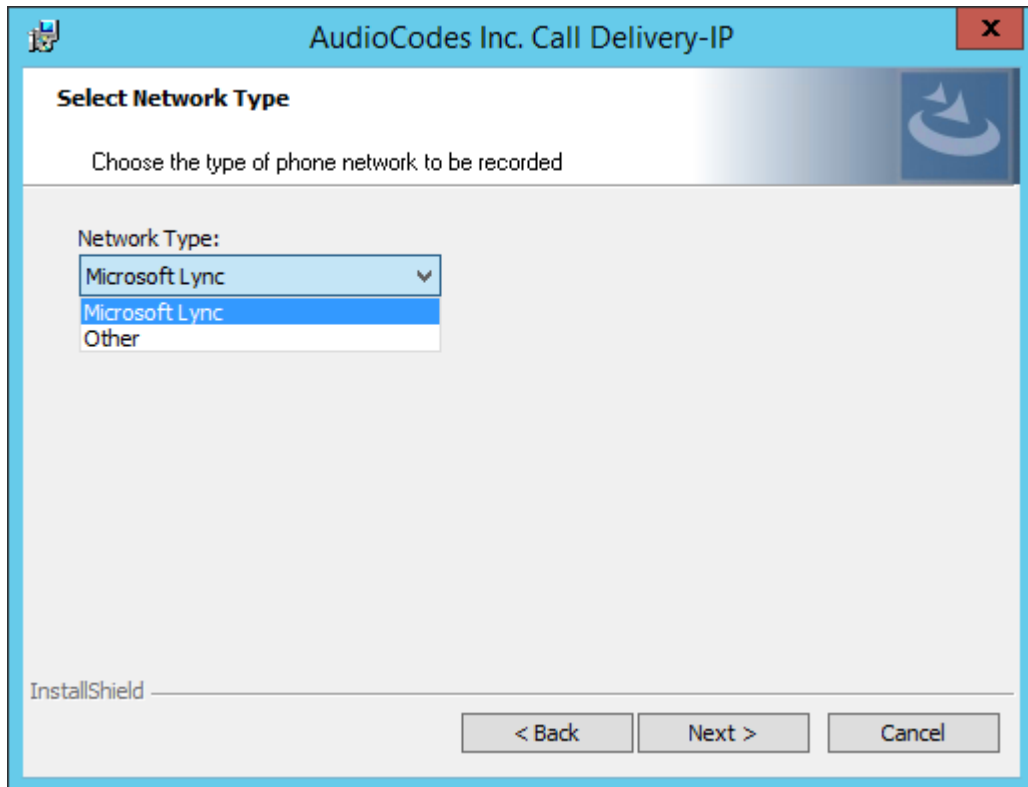 AudioCodes Inc. Call Delivery-IP
x
Select Network Type
Choose the type of phone network to be recorded
Network Type:
Microsoft Lync
Microsoft Lync
Other
InstallShield
< Back Next > Cancel